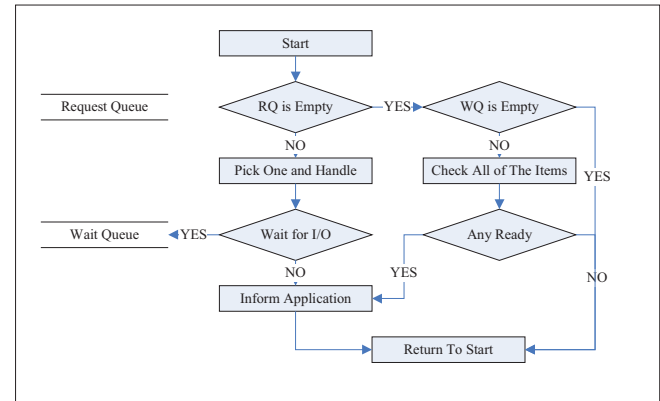 Start
Request Queue
RQ is Empty
YES
WQ is Empty
NO
NO
Pick One and Handle
Check All of The Items
YES
Wait Queue
YES
Wait for I/O
Any Ready
NO
YES
NO
Inform Application
Return To Start